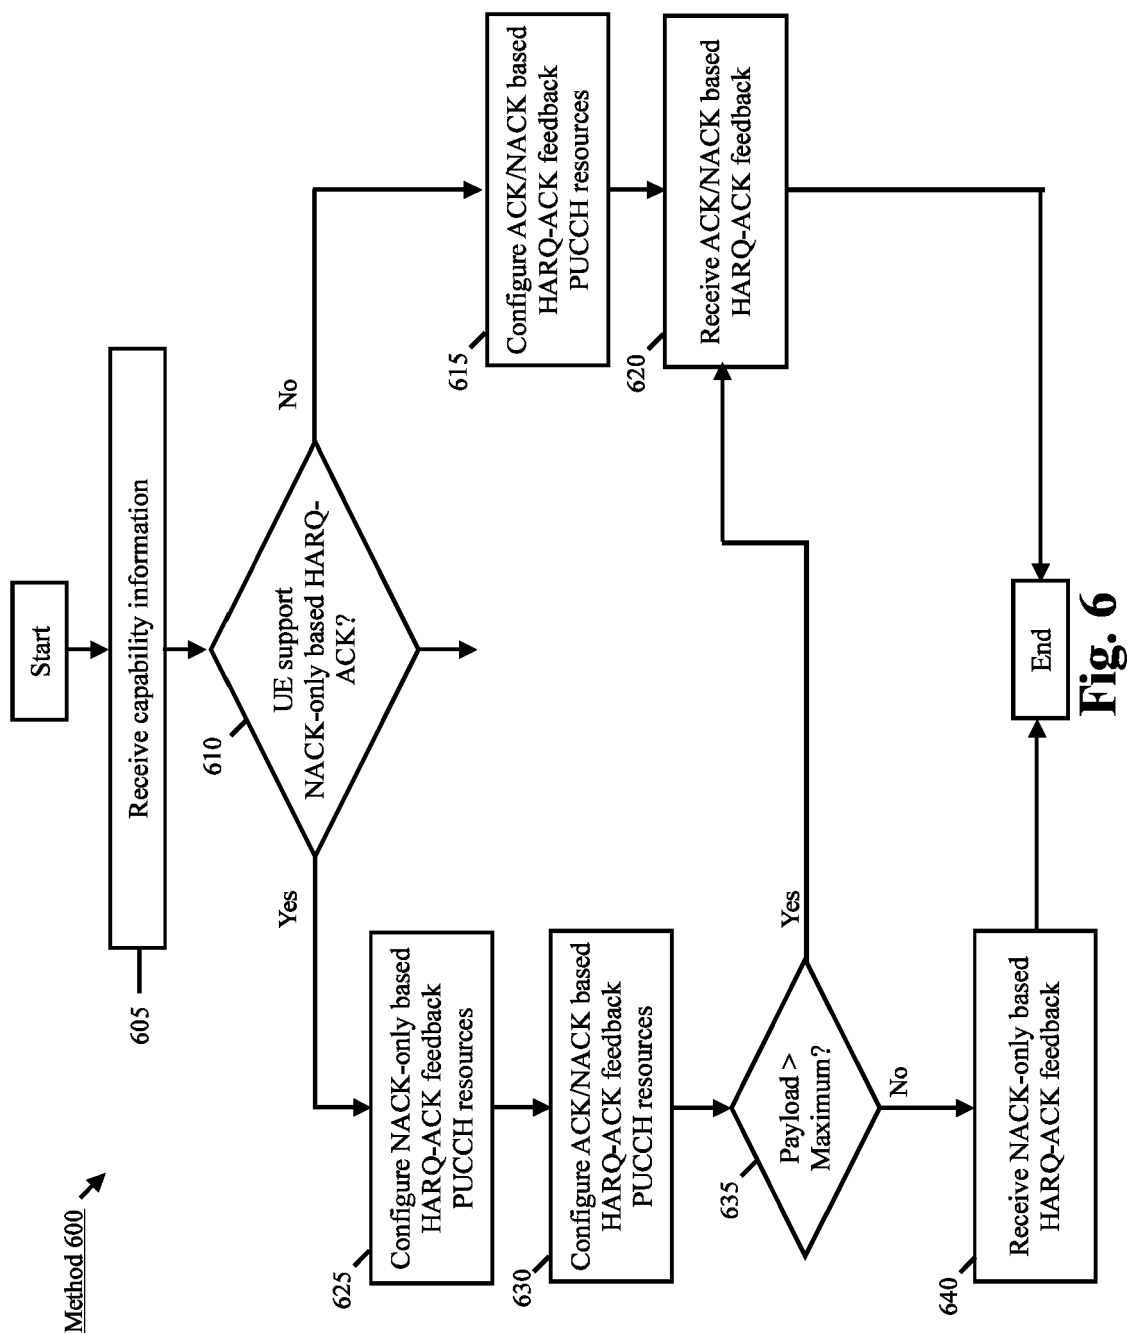 Method 600
Start
605
Receive capability information
610
UE support
NACK-only based HARQ-
ACK?
Yes
No
625
Configure NACK-only based
HARQ-ACK feedback
PUCCH resources
615
Configure ACK/NACK based
HARQ-ACK feedback
PUCCH resources
630
Configure ACK/NACK based
HARQ-ACK feedback
PUCCH resources
620
Receive ACK/NACK based
HARQ-ACK feedback
635
Payload >
Maximum?
Yes
No
640
Receive NACK-only based
HARQ-ACK feedback
End
Fig. 6